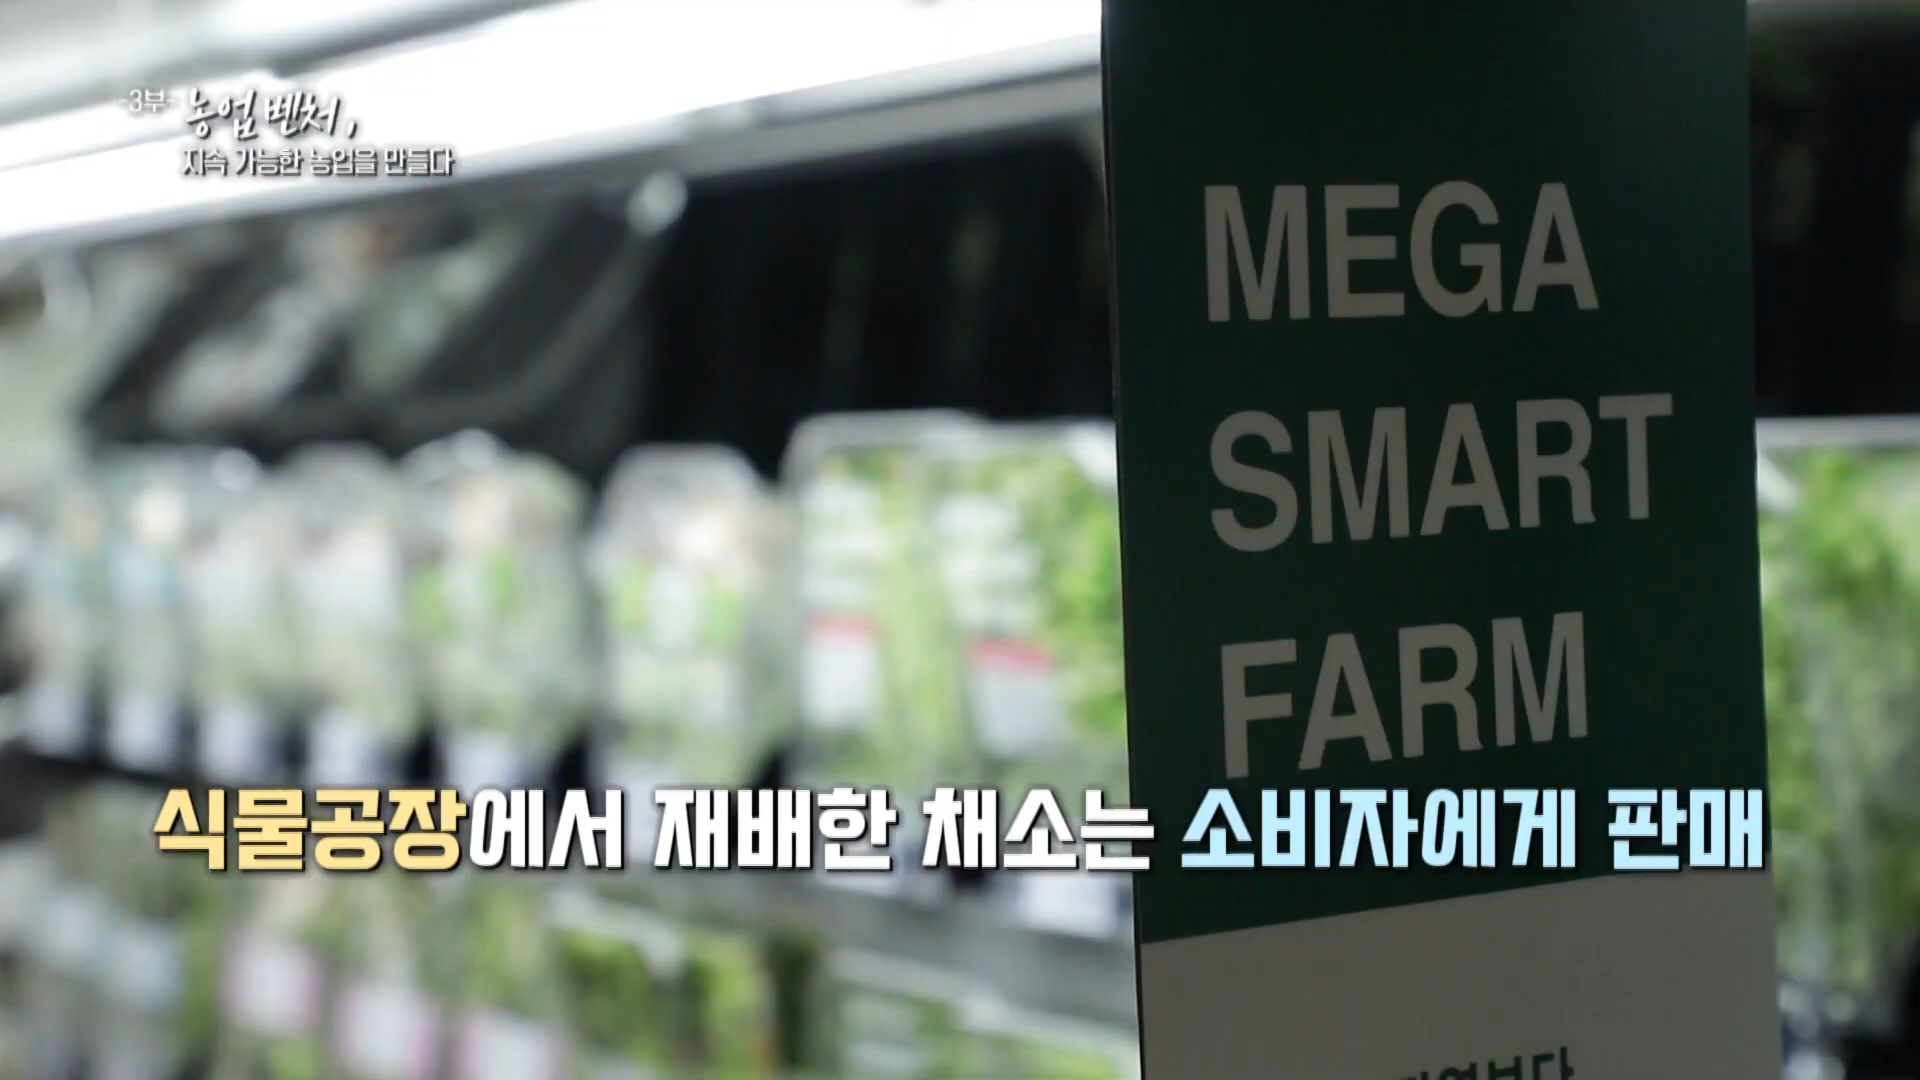 -3부-
농업 벤처,
지속 가능한 농업을 만들다
MEGA
SMART
FARM
식물공장에서 재배한 채소는 소비자에게 판매